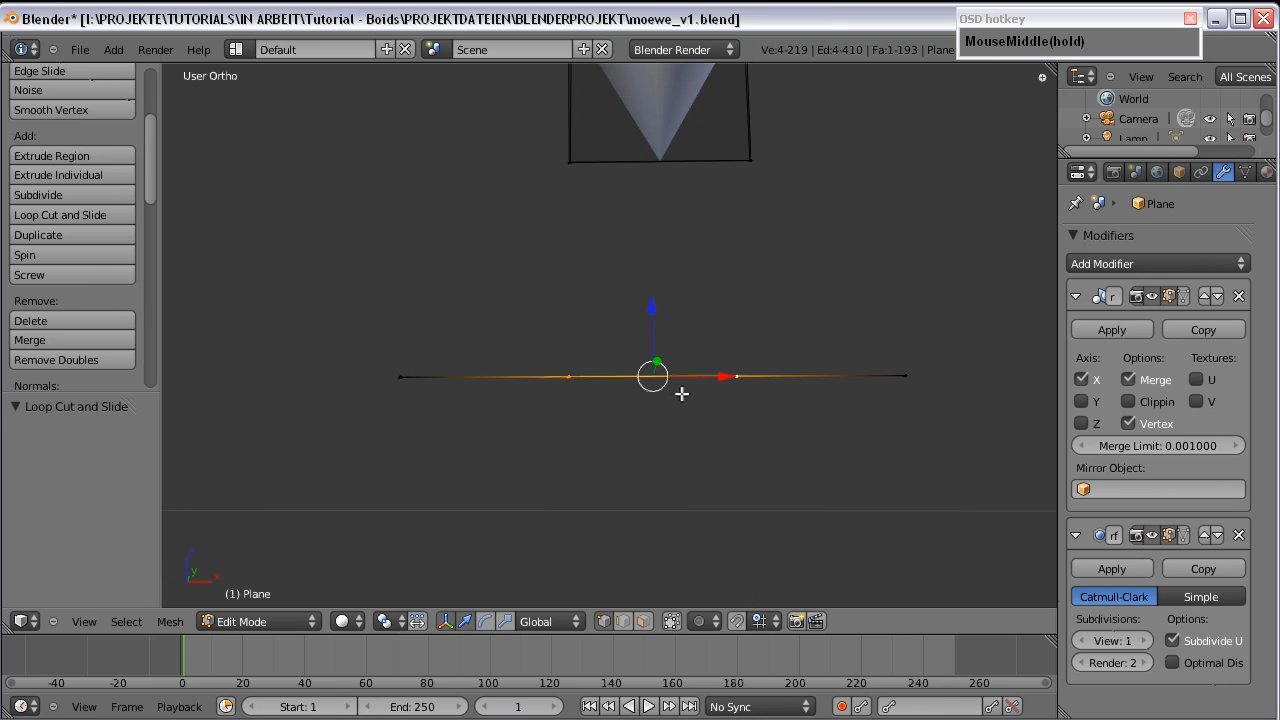 Blender* [I:\PROJEKTE\TUTORIALS\IN ARBEIT\Tutorial - Boids\PROJEKTDATEIEN\BLENDERPROJEKT\moewe_v1.blend]
OSD hotkey
MouseMiddle(hold)
File Add Render Help Default Scene Blender Render Ve:4-219 | Ed:4-410 | Fa:1-193 | Plane
Edge Slide
Noise
Smooth Vertex
Add:
Extrude Region
Extrude Individual
Subdivide
Loop Cut and Slide
Duplicate
Spin
Screw
Remove:
Delete
Merge
Remove Doubles
Normals:
Loop Cut and Slide
User Ortho
y
x
(1) Plane
View Search All Scenes
World
Camera
Lamp
Plane
Modifiers
Add Modifier
r
Apply Copy
Axis: Options: Textures:
X Merge U
Y Clippin V
Z Vertex
Merge Limit: 0.001000
Mirror Object:
rf
Apply Copy
Catmull-Clark Simple
Subdivisions: Options:
View: 1 Subdivide U
Render: 2 Optimal Dis
View Select Mesh Edit Mode Global
-40 -20 0 20 40 60 80 100 120 140 160 180 200 220 240 260
View Frame Playback Start: 1 End: 250 1 No Sync